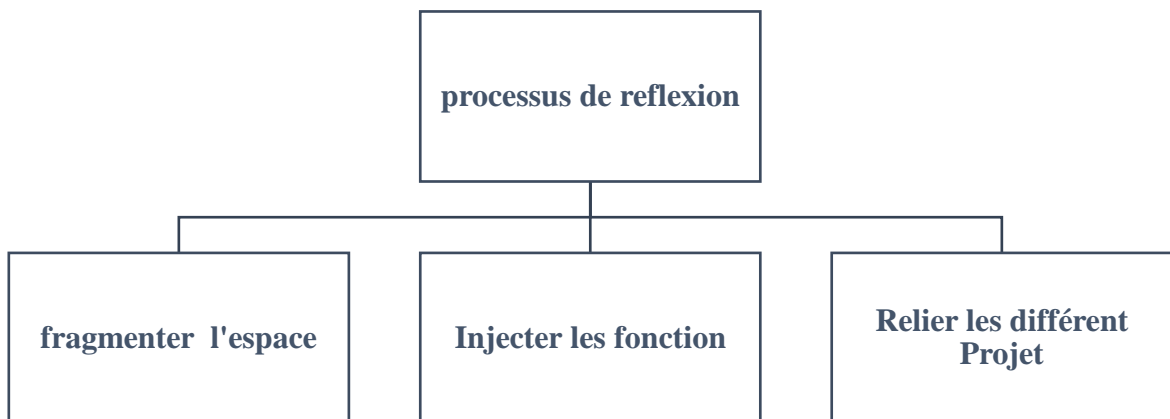 processus de reflexion
fragmenter  l'espace
Injecter les fonction
Relier les différent
Projet